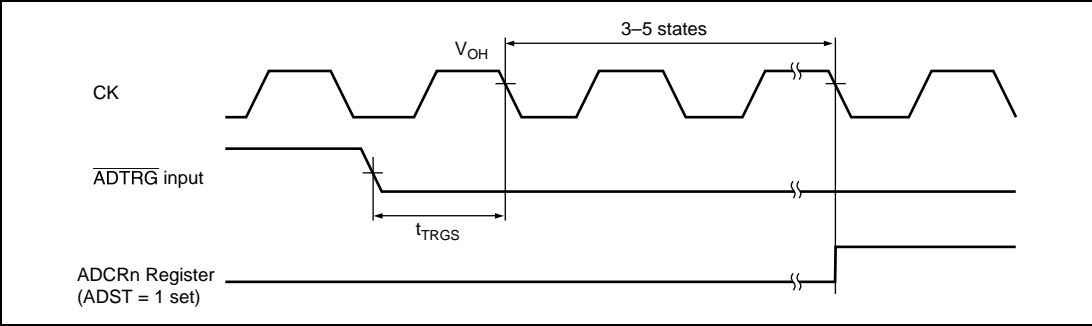 3–5 states
VOH
CK
ADTRG input
tTRGS
ADCRn Register
(ADST = 1 set)